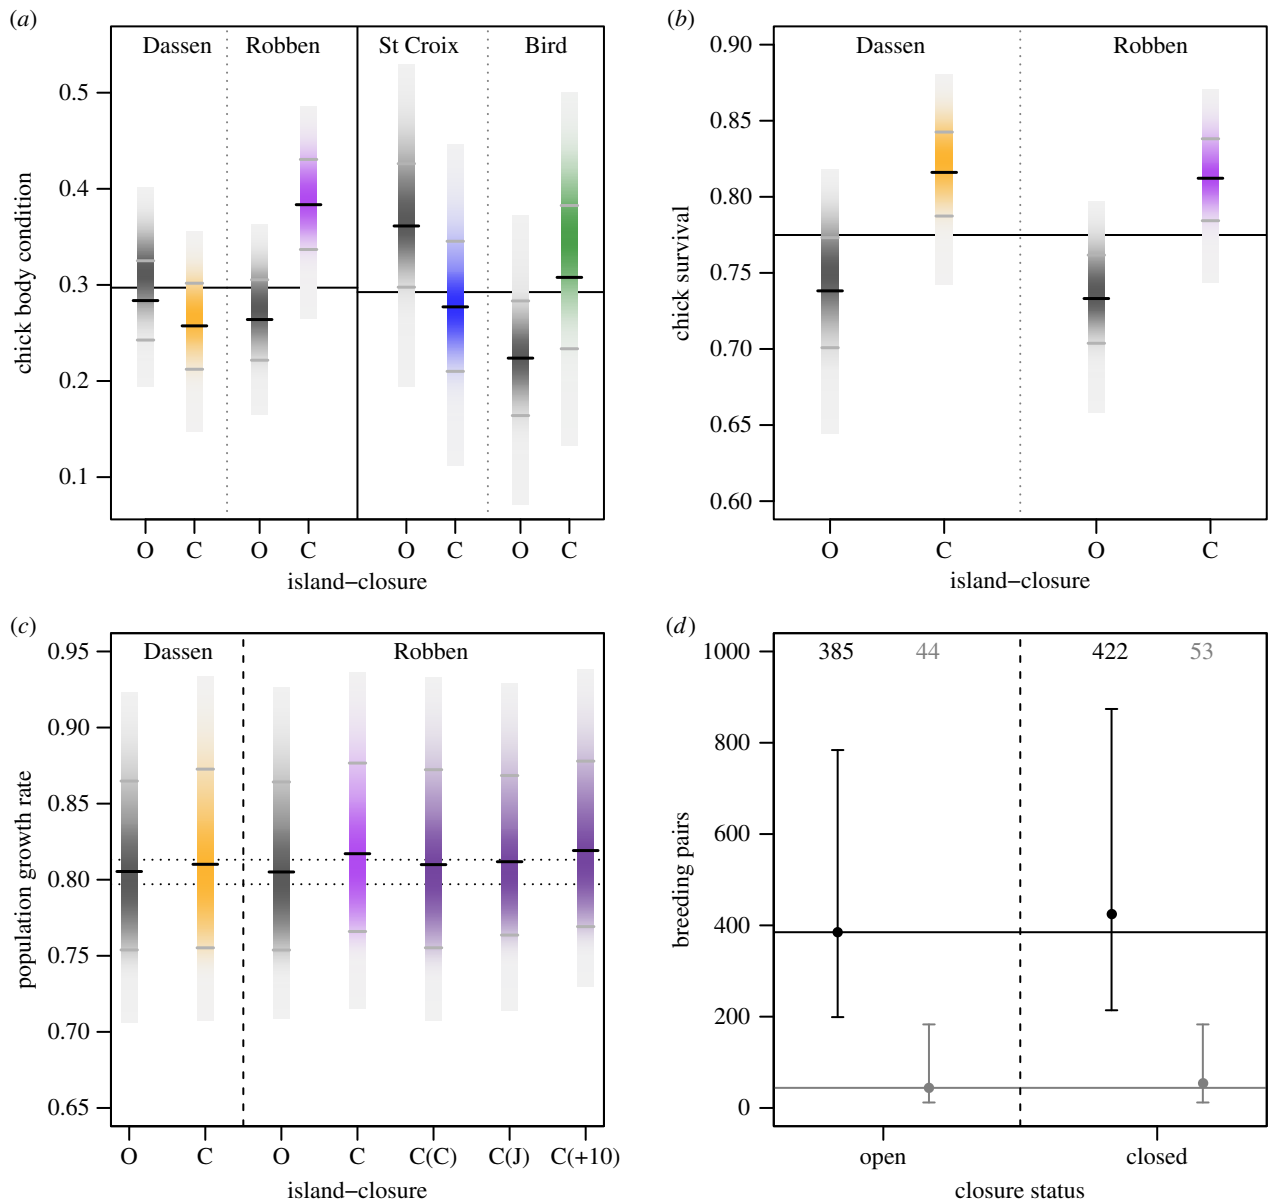 (a)
Dassen Robben St Croix Bird
chick body condition
0.5
0.4
0.3
0.2
0.1
O C O C O C O C
island–closure
(b)
Dassen Robben
chick survival
0.90
0.85
0.80
0.75
0.70
0.65
0.60
O C O C
island–closure
(c)
Dassen Robben
population growth rate
0.95
0.90
0.85
0.80
0.75
0.70
0.65
O C O C C(C) C(J) C(+10)
island–closure
(d)
385 44 422 53
breeding pairs
1000
800
600
400
200
0
open closed
closure status